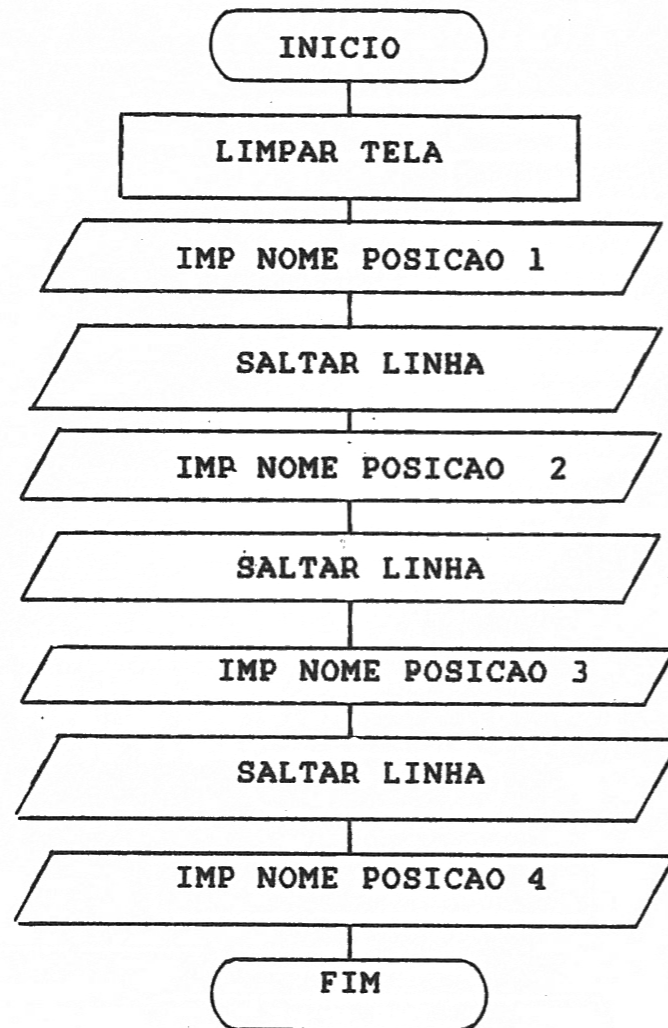 INICIO
LIMPAR TELA
IMP NOME POSICAO 1
SALTAR LINHA
IMP NOME POSICAO 2
SALTAR LINHA
IMP NOME POSICAO 3
SALTAR LINHA
IMP NOME POSICAO 4
FIM